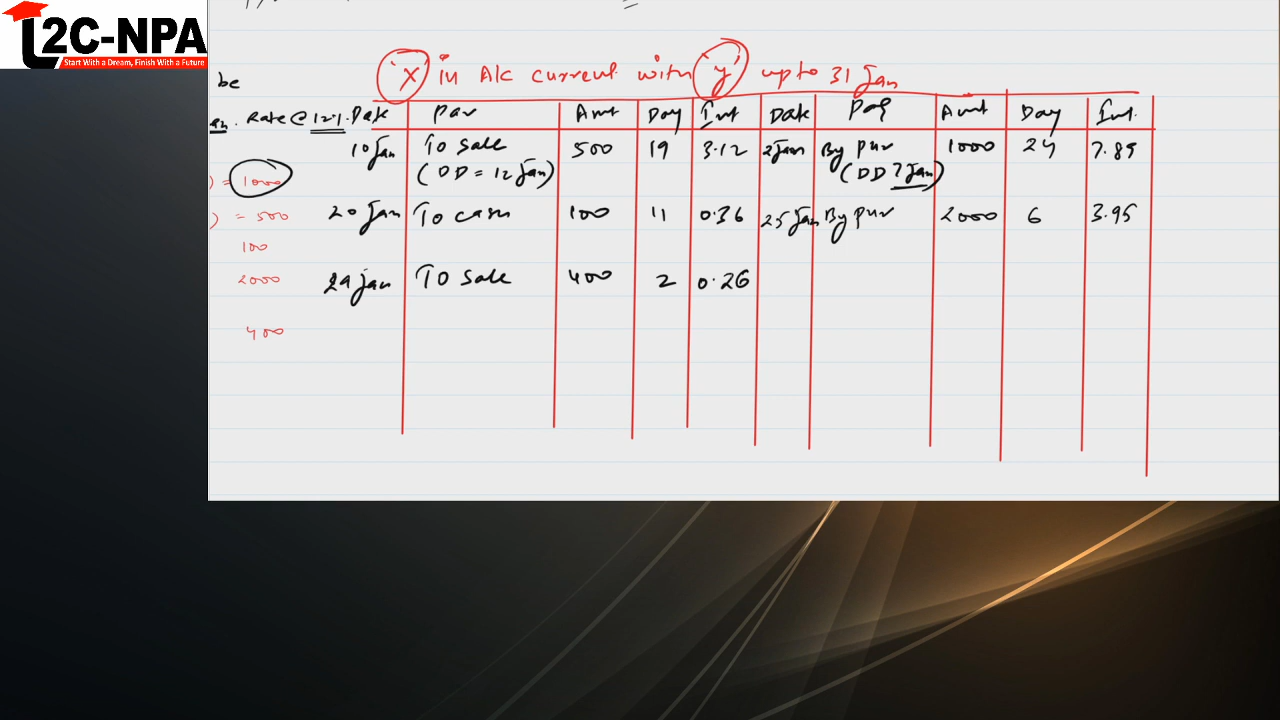 L2C-NPA
Start With a Dream, Finish With a Future
'X' in A/c current with 'y' upto 31 Jan
be
an. Rate @ 12%. Date Par Amt Day Int Date Par Amt Day Int.
10 Jan To Sale 500 19 3.12 2 Jan By pur 1000 24 7.89
(DD = 12 Jan) (DD 7 Jan)
) = 1000
20 Jan To cash 100 11 0.36 25 Jan By pur 2000 6 3.95
) = 500
100
29 Jan To Sale 400 2 0.26
2000
400